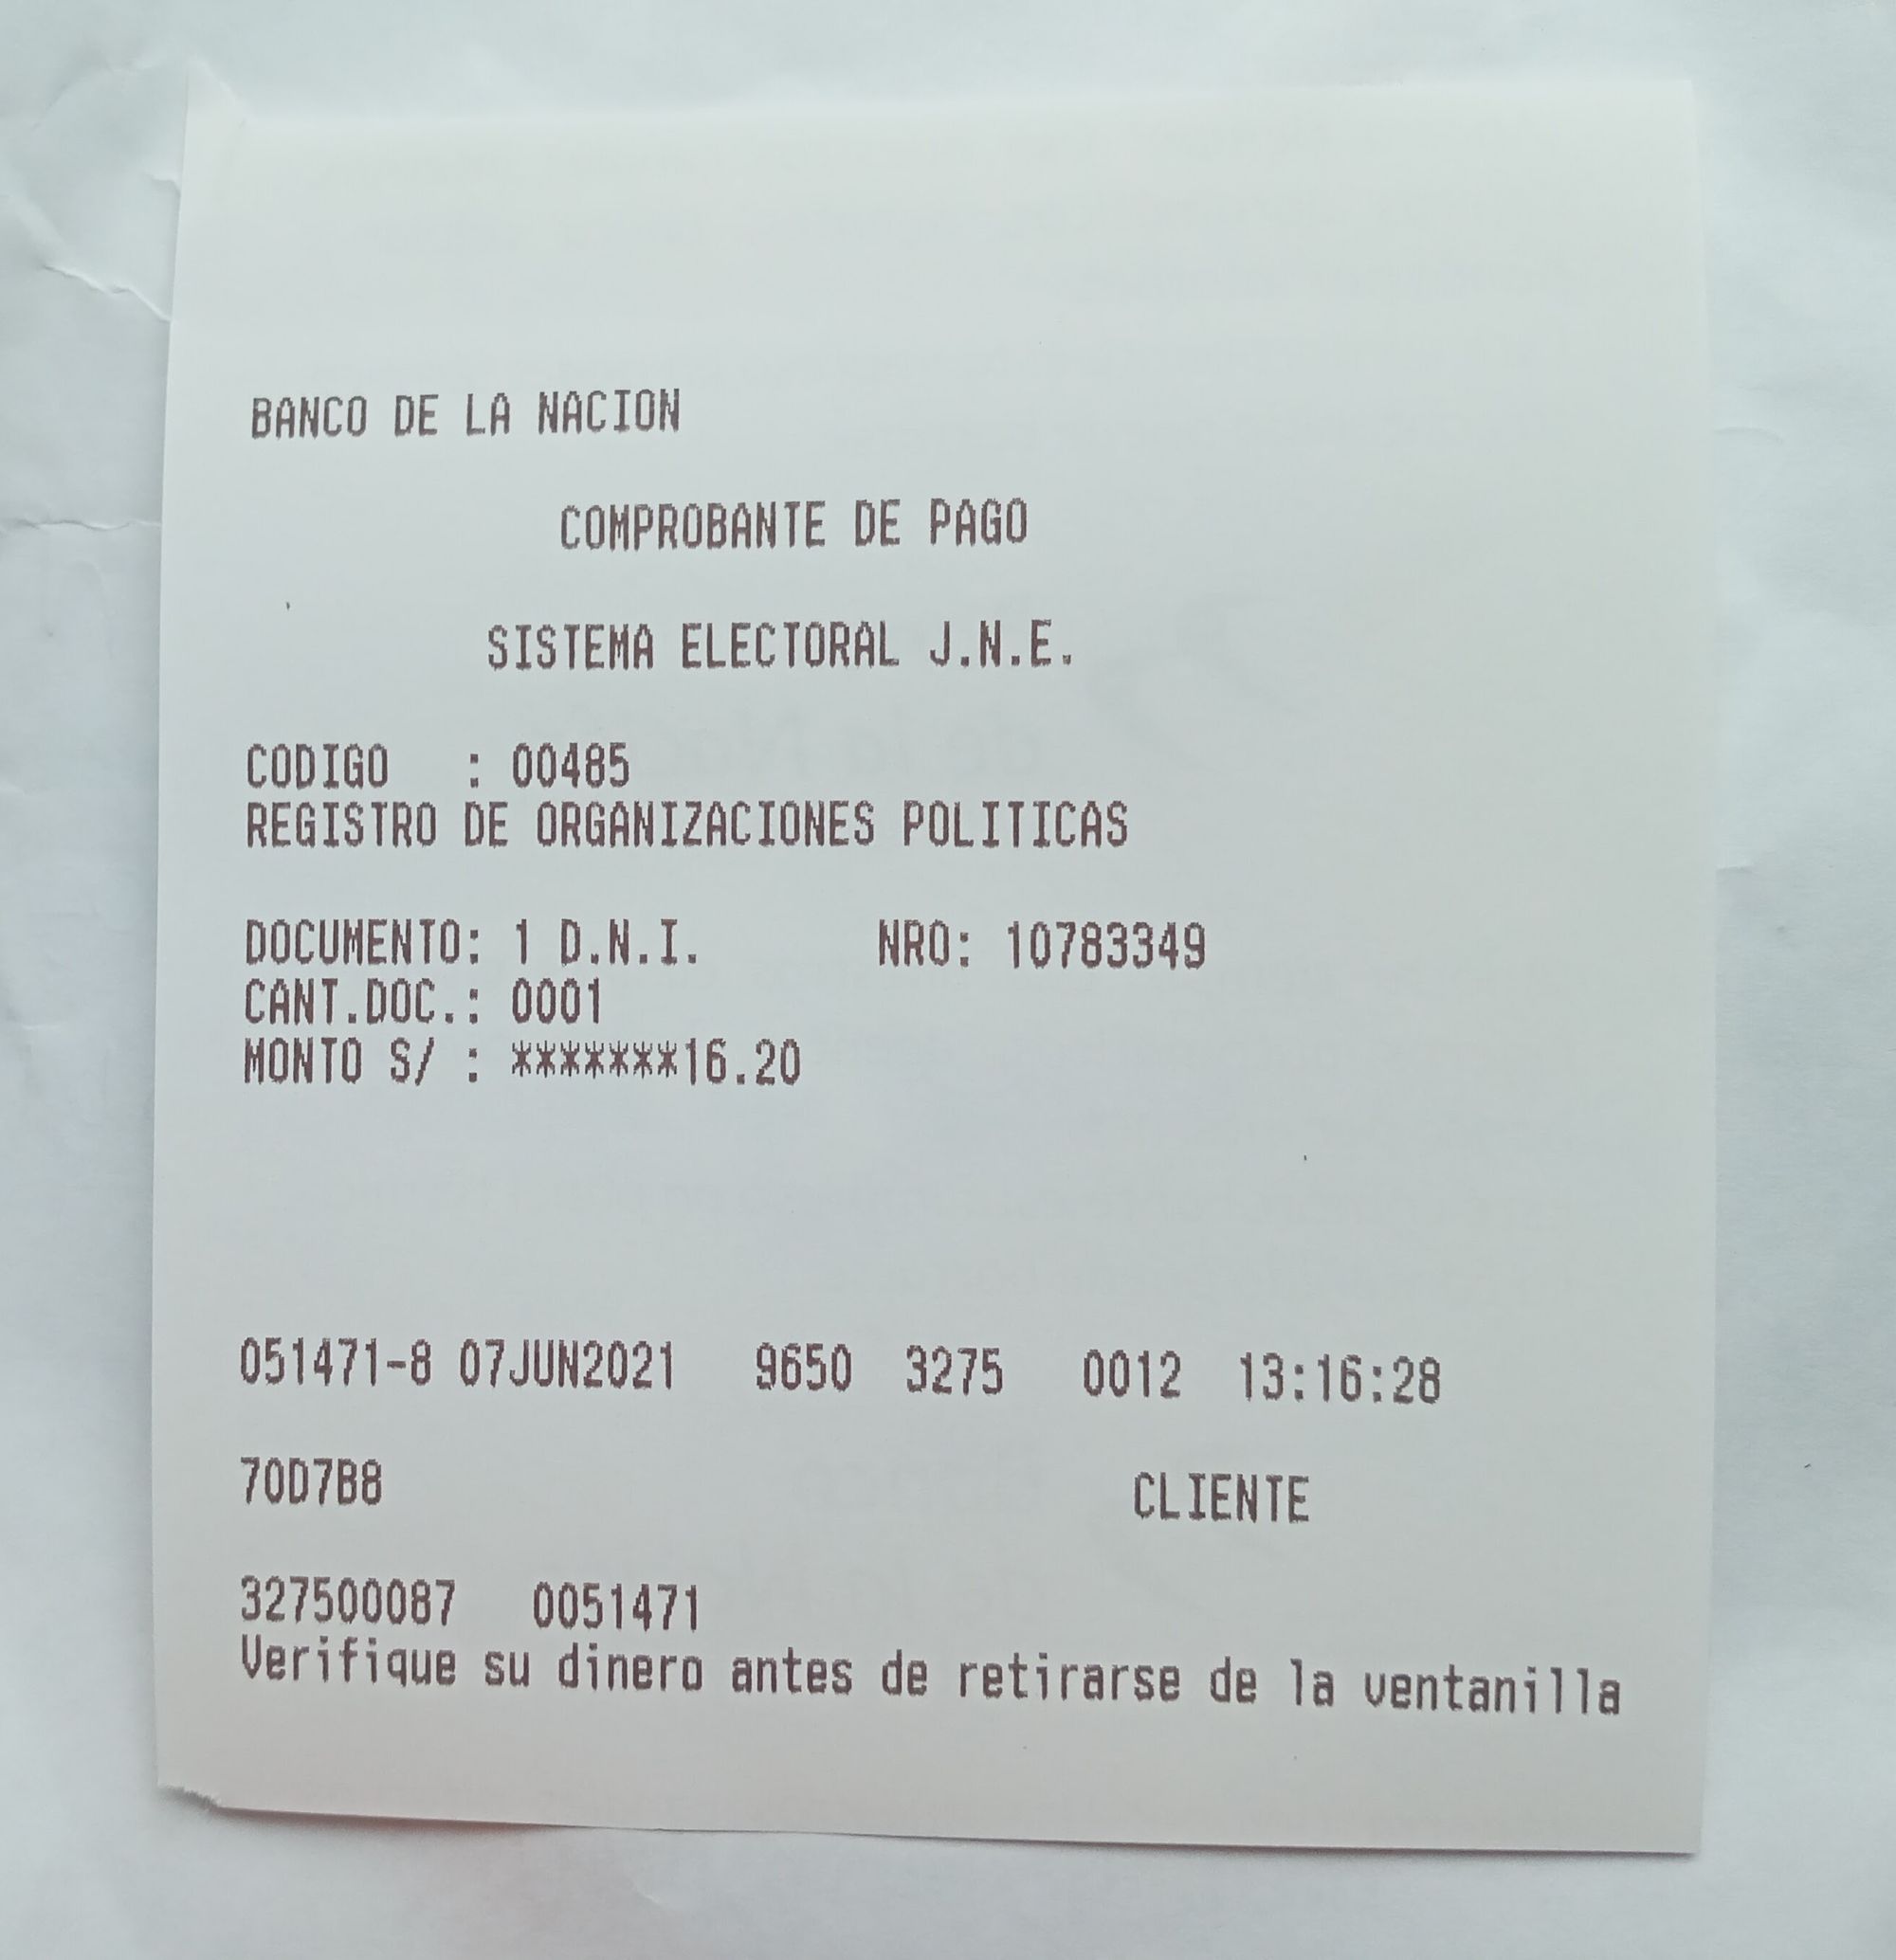 BANCO DE LA NACION
COMPROBANTE DE PAGO
SISTEMA ELECTORAL J.N.E.
CODIGO : 00485
REGISTRO DE ORGANIZACIONES POLITICAS
DOCUMENTO: 1 D.N.I. NRO: 10783349
CANT.DOC.: 0001
MONTO S/ : *******16.20
051471-8 07JUN2021 9650 3275 0012 13:16:28
70D7B8 CLIENTE
327500087 0051471
Verifique su dinero antes de retirarse de la ventanilla